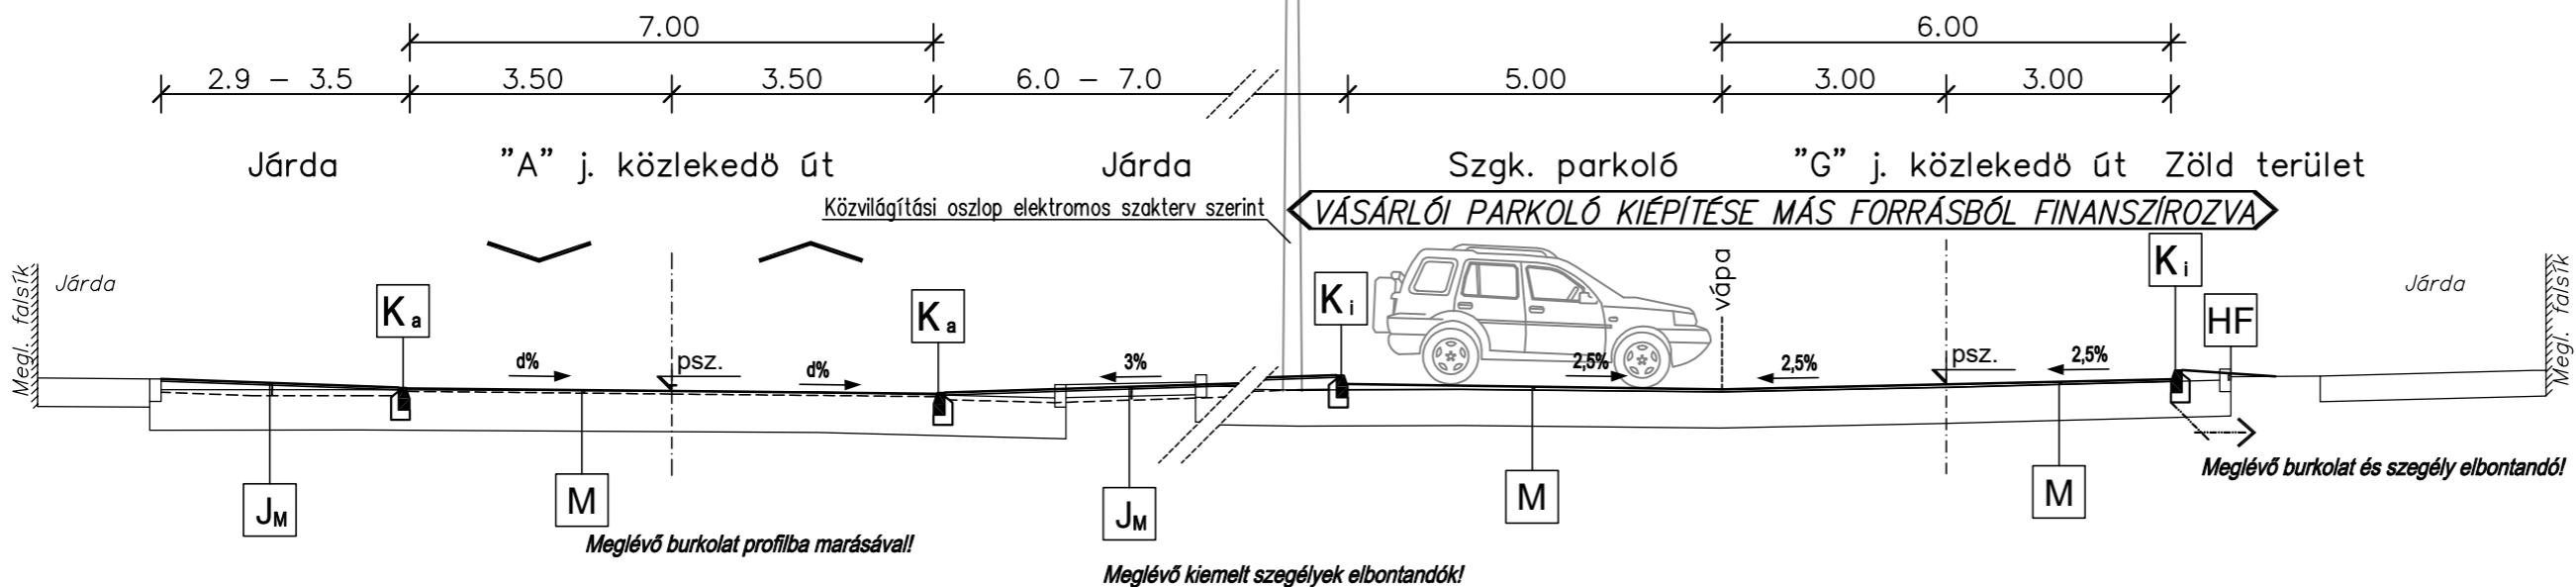 7.00
6.00
2.9 – 3.5
3.50
3.50
6.0 – 7.0
5.00
3.00
3.00
Járda
"A" j. közlekedö út
Járda
Szgk. parkoló
"G" j. közlekedö út
Zöld terület
Közvilágítási oszlop elektromos szakterv szerint
VÁSÁRLÓI PARKOLÓ KIÉPÍTÉSE MÁS FORRÁSBÓL FINANSZÍROZVA
Megl. falsík
Járda
Ka
Ka
Ki
vápa
Ki
HF
Járda
Megl. falsík
d%
psz.
d%
3%
2,5%
2,5%
psz.
2,5%
JM
M
JM
M
M
Meglévő burkolat és szegély elbontandó!
Meglévő burkolat profilba marásával!
Meglévő kiemelt szegélyek elbontandók!